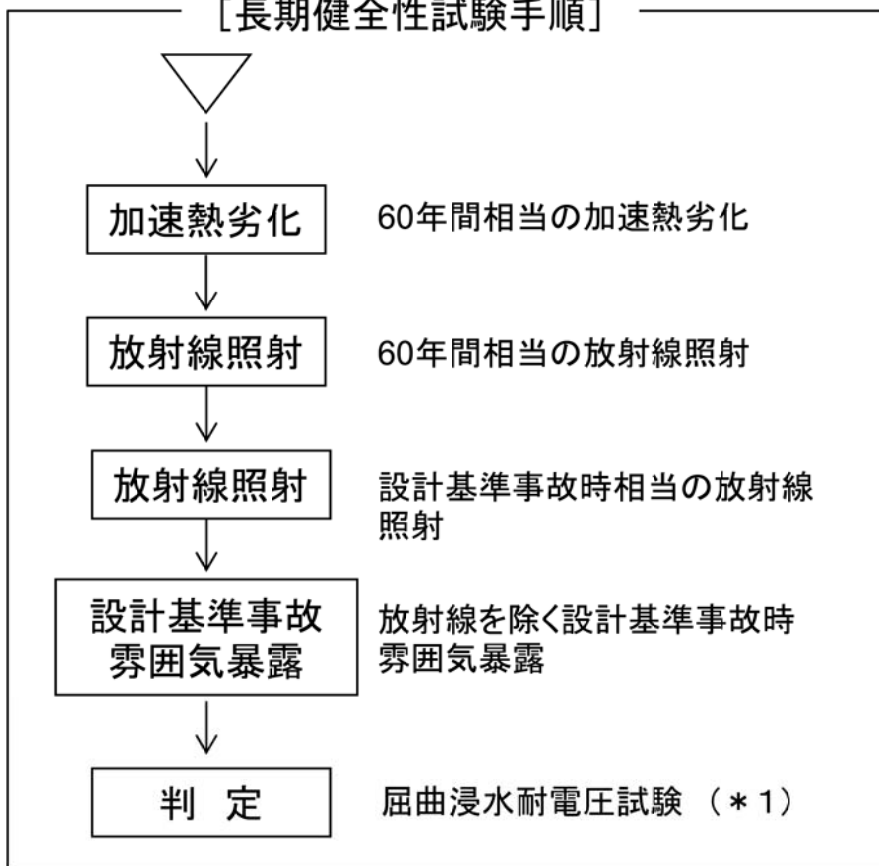 [長期健全性試験手順]
加速熱劣化
60年間相当の加速熱劣化
放射線照射
60年間相当の放射線照射
放射線照射
設計基準事故時相当の放射線
照射
設計基準事故
雰囲気暴露
放射線を除く設計基準事故時
雰囲気暴露
判 定
屈曲浸水耐電圧試験 （＊1）